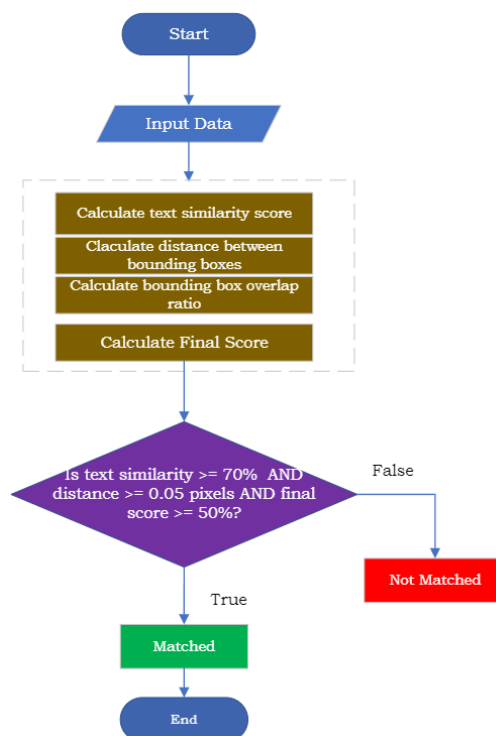 Start
Input Data
Calculate text similarity score
Claculate distance between
bounding boxes
Calculate bounding box overlap
ratio
Calculate Final Score
Is text similarity >= 70% AND
distance >= 0.05 pixels AND final
score >= 50%?
False
Not Matched
True
Matched
End